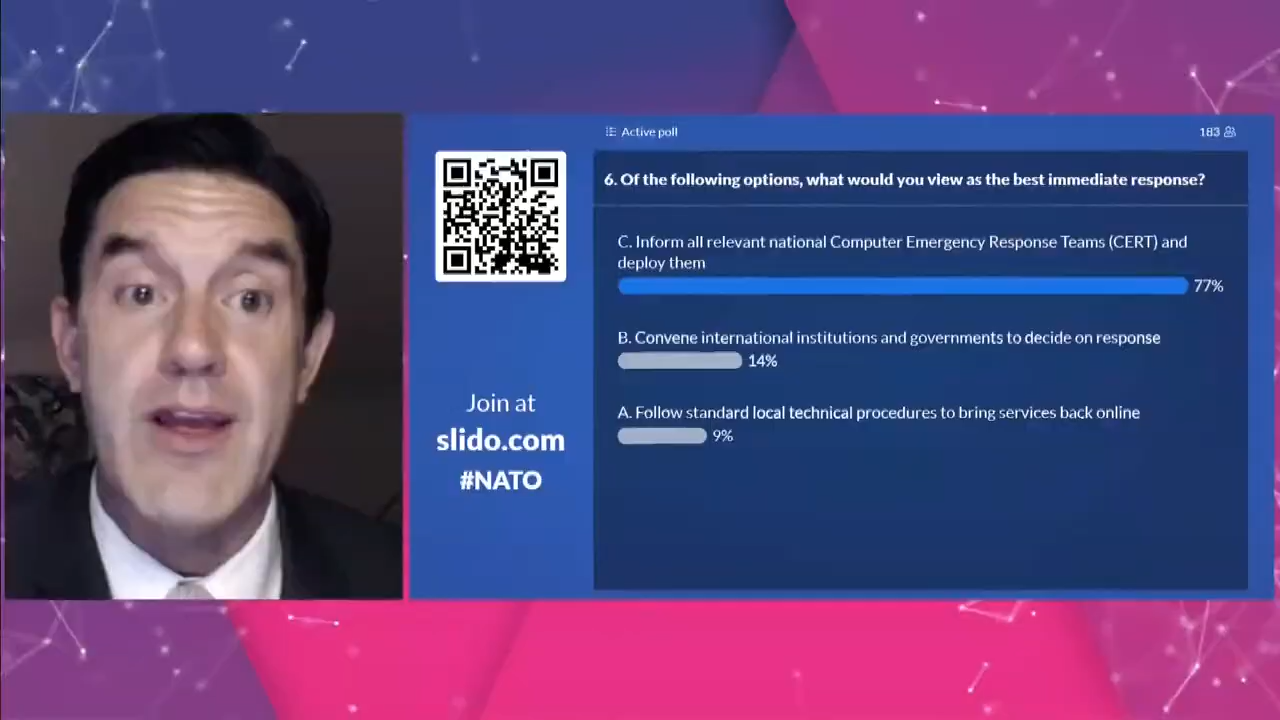 Active poll
183
6. Of the following options, what would you view as the best immediate response?
C. Inform all relevant national Computer Emergency Response Teams (CERT) and
deploy them
77%
B. Convene international institutions and governments to decide on response
14%
A. Follow standard local technical procedures to bring services back online
9%
Join at
slido.com
#NATO